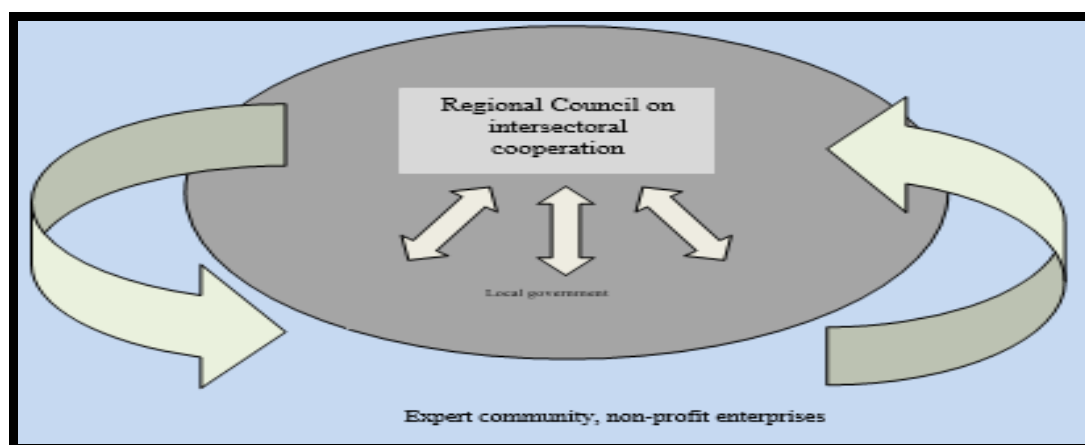 Regional Council on
intersectoral
cooperation
Local government
Expert community, non-profit enterprises